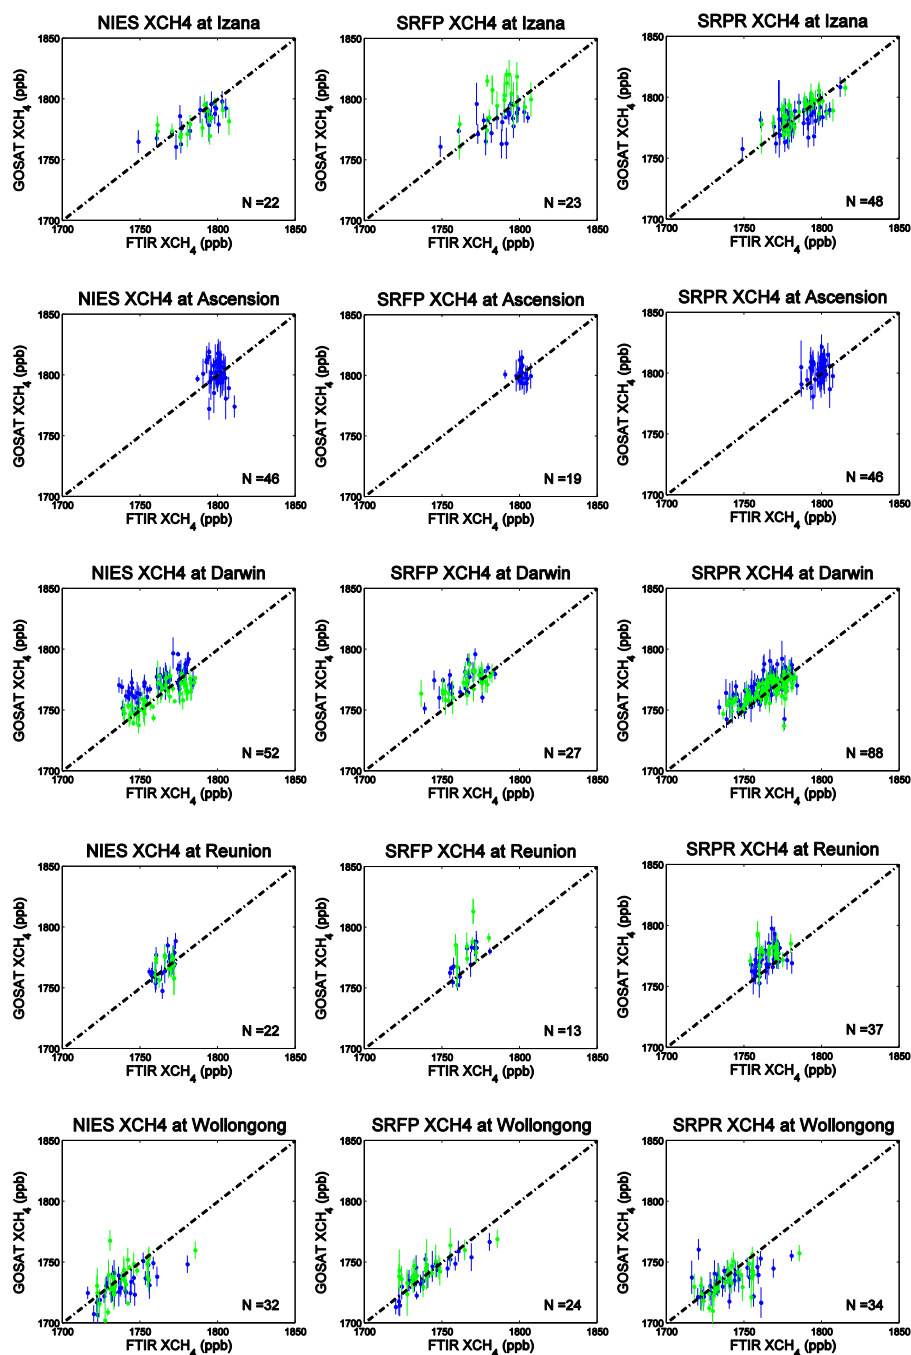 NIES XCH4 at Izana
SRFP XCH4 at Izana
SRPR XCH4 at Izana
GOSAT XCH4 (ppb)
1850
1800
1750
1700
N =22
1700 1750 1800 1850
FTIR XCH4 (ppb)
GOSAT XCH4 (ppb)
1850
1800
1750
1700
N =23
1700 1750 1800 1850
FTIR XCH4 (ppb)
GOSAT XCH4 (ppb)
1850
1800
1750
1700
N =48
1700 1750 1800 1850
FTIR XCH4 (ppb)
NIES XCH4 at Ascension
SRFP XCH4 at Ascension
SRPR XCH4 at Ascension
GOSAT XCH4 (ppb)
1850
1800
1750
1700
N =46
1700 1750 1800 1850
FTIR XCH4 (ppb)
GOSAT XCH4 (ppb)
1850
1800
1750
1700
N =19
1700 1750 1800 1850
FTIR XCH4 (ppb)
GOSAT XCH4 (ppb)
1850
1800
1750
1700
N =46
1700 1750 1800 1850
FTIR XCH4 (ppb)
NIES XCH4 at Darwin
SRFP XCH4 at Darwin
SRPR XCH4 at Darwin
GOSAT XCH4 (ppb)
1850
1800
1750
1700
N =52
1700 1750 1800 1850
FTIR XCH4 (ppb)
GOSAT XCH4 (ppb)
1850
1800
1750
1700
N =27
1700 1750 1800 1850
FTIR XCH4 (ppb)
GOSAT XCH4 (ppb)
1850
1800
1750
1700
N =88
1700 1750 1800 1850
FTIR XCH4 (ppb)
NIES XCH4 at Reunion
SRFP XCH4 at Reunion
SRPR XCH4 at Reunion
GOSAT XCH4 (ppb)
1850
1800
1750
1700
N =22
1700 1750 1800 1850
FTIR XCH4 (ppb)
GOSAT XCH4 (ppb)
1850
1800
1750
1700
N =13
1700 1750 1800 1850
FTIR XCH4 (ppb)
GOSAT XCH4 (ppb)
1850
1800
1750
1700
N =37
1700 1750 1800 1850
FTIR XCH4 (ppb)
NIES XCH4 at Wollongong
SRFP XCH4 at Wollongong
SRPR XCH4 at Wollongong
GOSAT XCH4 (ppb)
1850
1800
1750
1700
N =32
1700 1750 1800 1850
FTIR XCH4 (ppb)
GOSAT XCH4 (ppb)
1850
1800
1750
1700
N =24
1700 1750 1800 1850
FTIR XCH4 (ppb)
GOSAT XCH4 (ppb)
1850
1800
1750
1700
N =34
1700 1750 1800 1850
FTIR XCH4 (ppb)